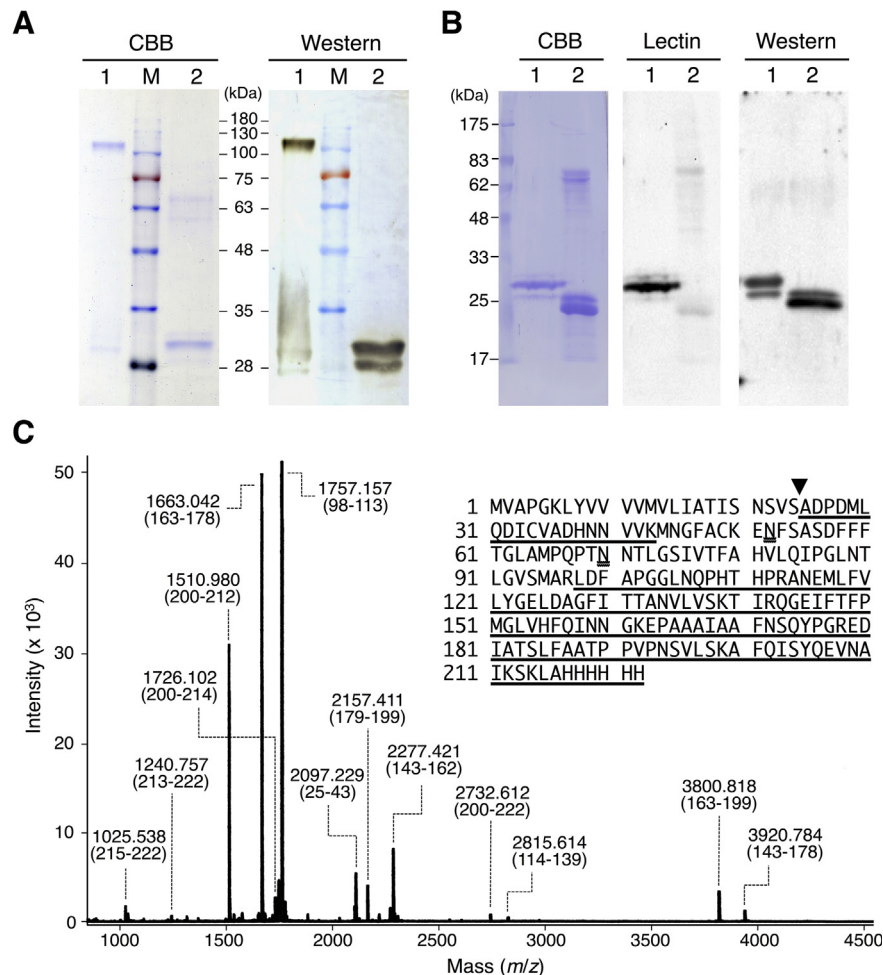 A
CBB
Western
1 M 2
(kDa)
1 M 2
180
130
100
75
63
48
35
28
B
CBB
Lectin
Western
1 2
1 2
1 2
(kDa)
175
83
62
48
33
25
17
C
Intensity (x 10³)
50
40
30
20
10
0
1000 1500 2000 2500 3000 3500 4000 4500
Mass (m/z)
1663.042
(163-178)
1757.157
(98-113)
1510.980
(200-212)
1726.102
(200-214)
1240.757
(213-222)
1025.538
(215-222)
2097.229
(25-43)
2157.411
(179-199)
2277.421
(143-162)
2732.612
(200-222)
2815.614
(114-139)
3800.818
(163-199)
3920.784
(143-178)
1 MVAPGKLYVV VVMVLIATIS NSVSADPDML
31 QDICVADHNN VVKMNGFACK ENFSASDFFF
61 TGLAMPQPTN NTLGSIVTFA HVLQIPGLNT
91 LGVSMARLDF APGGLNQPHT HPRANEMLFV
121 LYGELDAGFI TTANVLVSKT IRQGEIFTFP
151 MGLVHFQINN GKEPAAAIAA FNSQYPGRED
181 IATSLFAATP PVPNSVLSKA FQISYQEVNA
211 IKSKLAHHHH HH